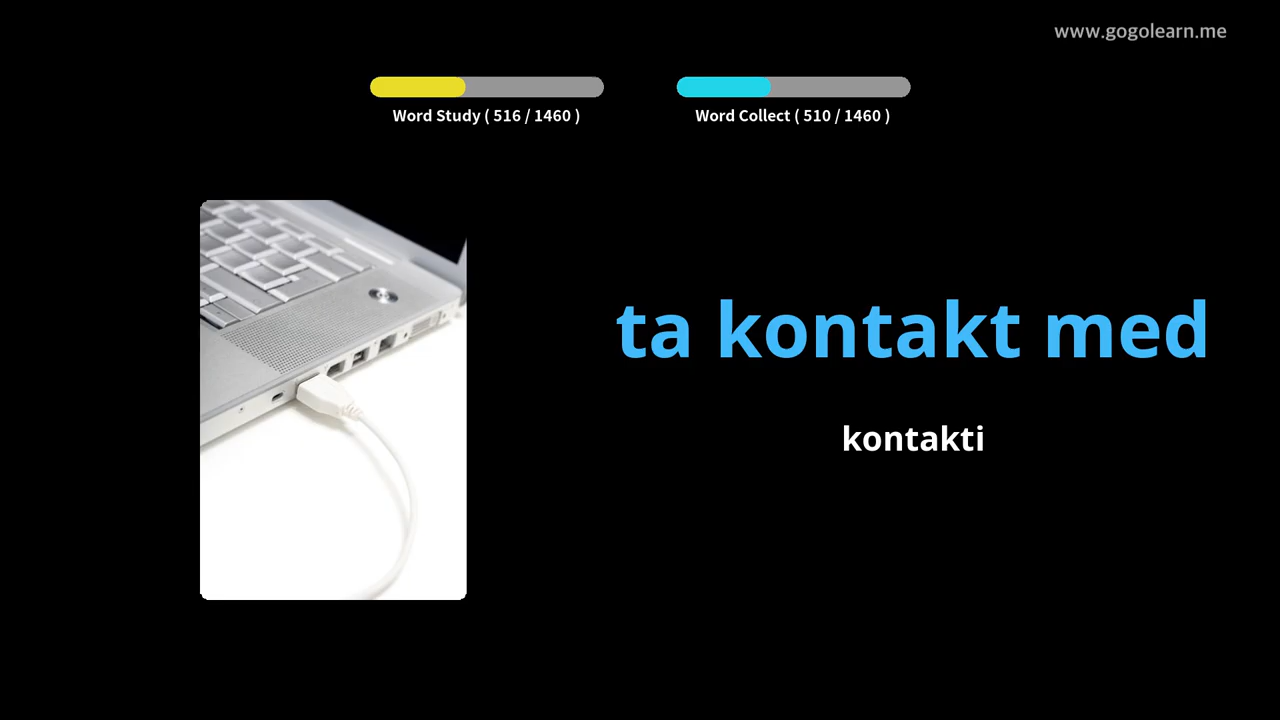 www.gogolearn.me
Word Study ( 516 / 1460 )
Word Collect ( 510 / 1460 )
ta kontakt med
kontakti